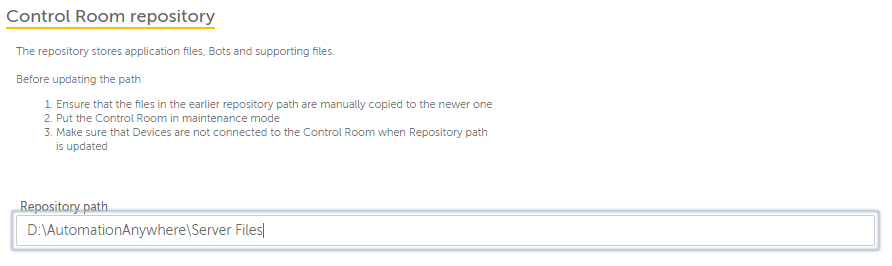 Control Room repository
The repository stores application files, Bots and supporting files.
Before updating the path
1. Ensure that the files in the earlier repository path are manually copied to the newer one
2. Put the Control Room in maintenance mode
3. Make sure that Devices are not connected to the Control Room when Repository path
is updated
Repository path
D:\AutomationAnywhere\Server Files